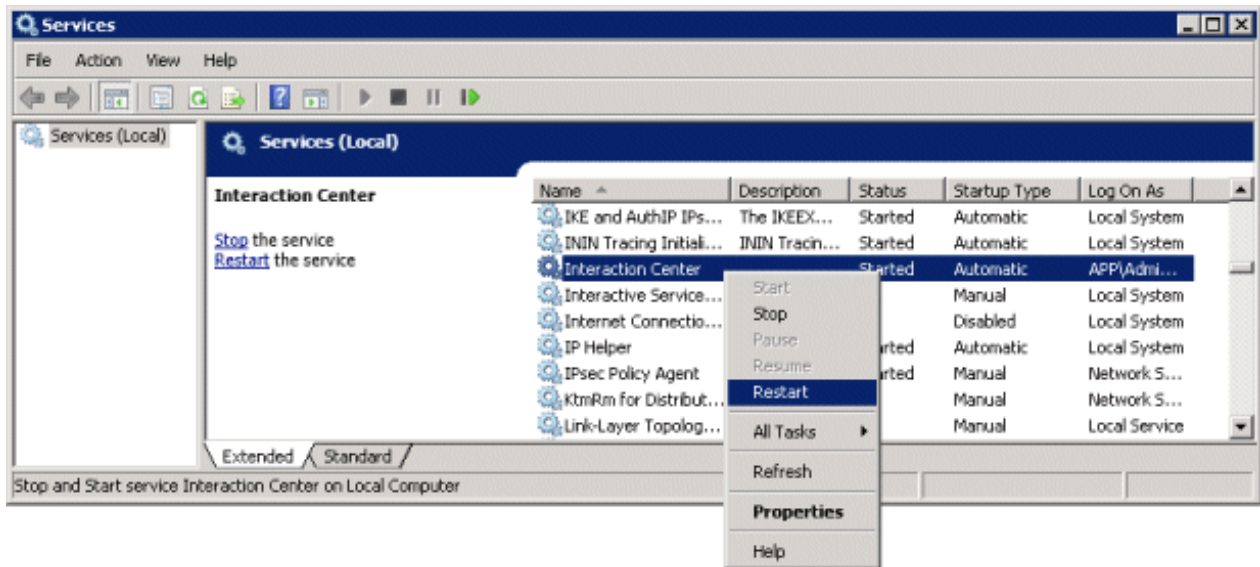 Services
File Action View Help
Services (Local)
Services (Local)
Interaction Center
Stop the service
Restart the service
Name Description Status Startup Type Log On As
IKE and AuthIP IPs... The IKEEX... Started Automatic Local System
ININ Tracing Initiali... ININ Tracin... Started Automatic Local System
Interaction Center Started Automatic APP\Admi...
Interactive Service... Manual Local System
Internet Connectio... Disabled Local System
IP Helper rted Automatic Local System
IPsec Policy Agent rted Manual Network S...
KtmRm for Distribut... Manual Network S...
Link-Layer Topolog... Manual Local Service
Start
Stop
Pause
Resume
Restart
All Tasks
Refresh
Properties
Help
Extended Standard
Stop and Start service Interaction Center on Local Computer